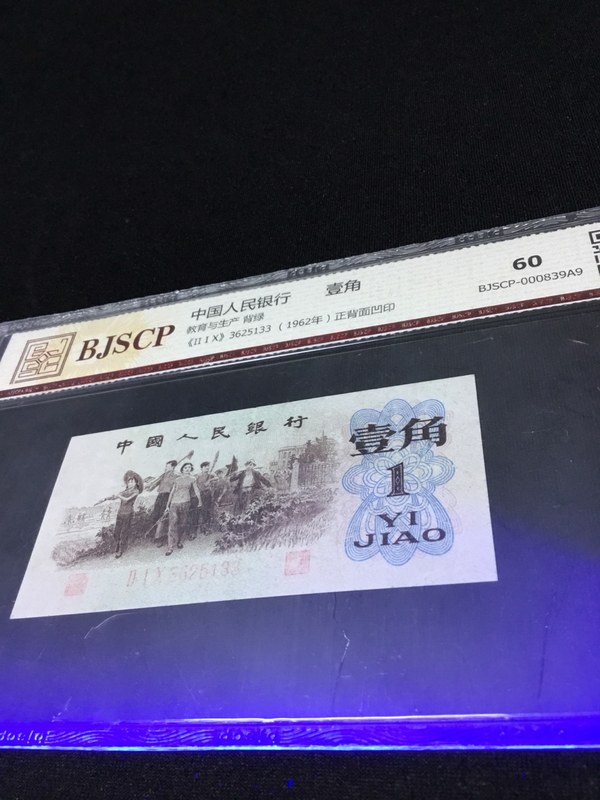 BJSCP
中国人民银行 壹角
教育与生产 背绿
《II I X》3625133 (1962年) 正背面凹印
60
BJSCP-000839A9
中國人民銀行
壹角
1
YI
JIAO
II I X 3625133